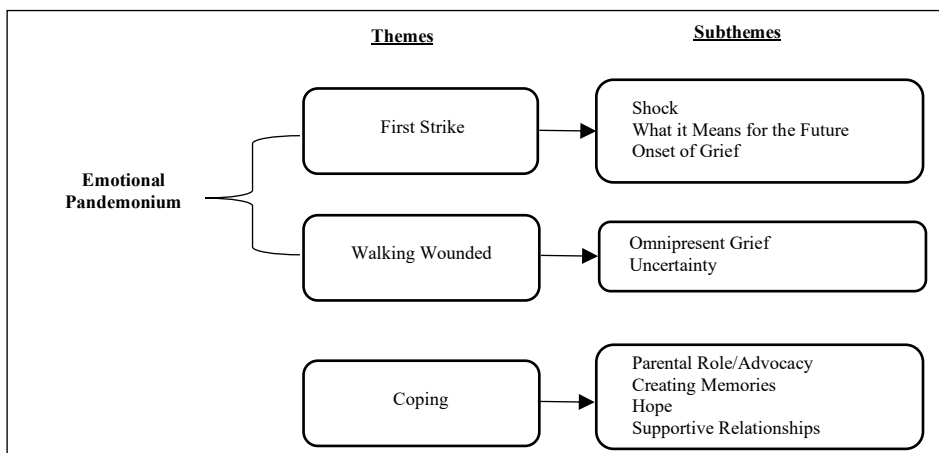 Themes
Subthemes
First Strike
Shock
What it Means for the Future
Onset of Grief
Emotional
Pandemonium
Walking Wounded
Omnipresent Grief
Uncertainty
Coping
Parental Role/Advocacy
Creating Memories
Hope
Supportive Relationships